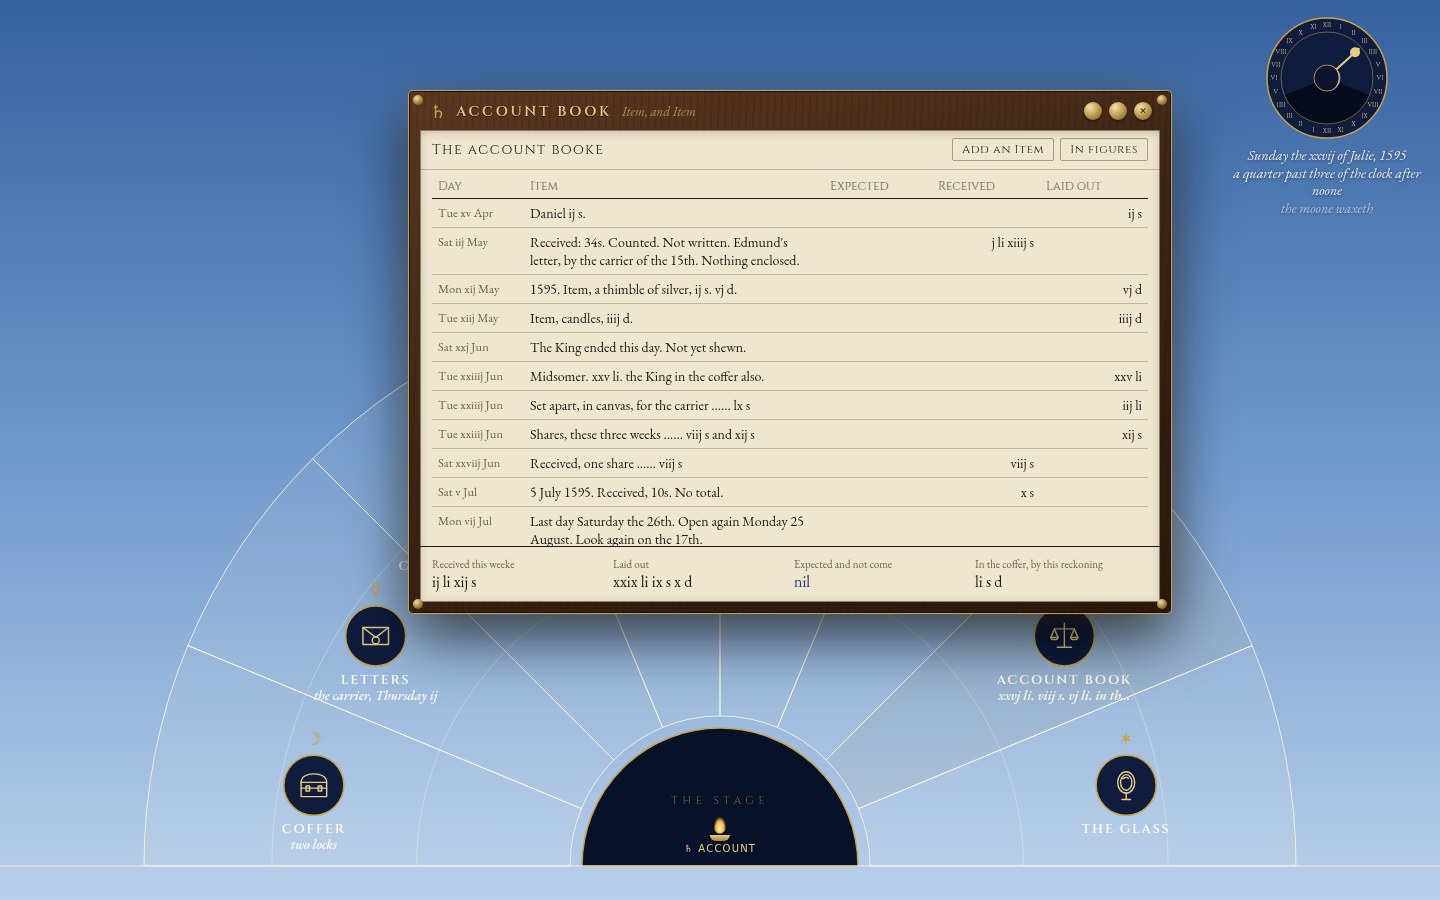 ♄ ACCOUNT BOOK Item, and Item
THE ACCOUNT BOOKE
ADD AN ITEM
IN FIGURES
DAY ITEM EXPECTED RECEIVED LAID OUT
Tue xv Apr Daniel ij s. ij s
Sat iij May Received: 34s. Counted. Not written. Edmund's j li xiiij s
letter, by the carrier of the 15th. Nothing enclosed.
Mon xij May 1595. Item, a thimble of silver, ij s. vj d. vj d
Tue xiij May Item, candles, iiij d. iiij d
Sat xxj Jun The King ended this day. Not yet shewn.
Tue xxiiij Jun Midsomer. xxv li. the King in the coffer also. xxv li
Tue xxiiij Jun Set apart, in canvas, for the carrier ...... lx s iij li
Tue xxiiij Jun Shares, these three weeks ...... viij s and xij s xij s
Sat xxviij Jun Received, one share ...... viij s viij s
Sat v Jul 5 July 1595. Received, 10s. No total. x s
Mon vij Jul Last day Saturday the 26th. Open again Monday 25
August. Look again on the 17th.
Received this weeke Laid out Expected and not come In the coffer, by this reckoning
ij li xij s xxix li ix s x d nil li s d
Sunday the xxvij of Julie, 1595
a quarter past three of the clock after
noone
the moone waxeth
LETTERS
the carrier, Thursday ij
COFFER
two locks
THE STAGE
♄ ACCOUNT
ACCOUNT BOOK
xxvj li. viij s. vj li. in th...
THE GLASS